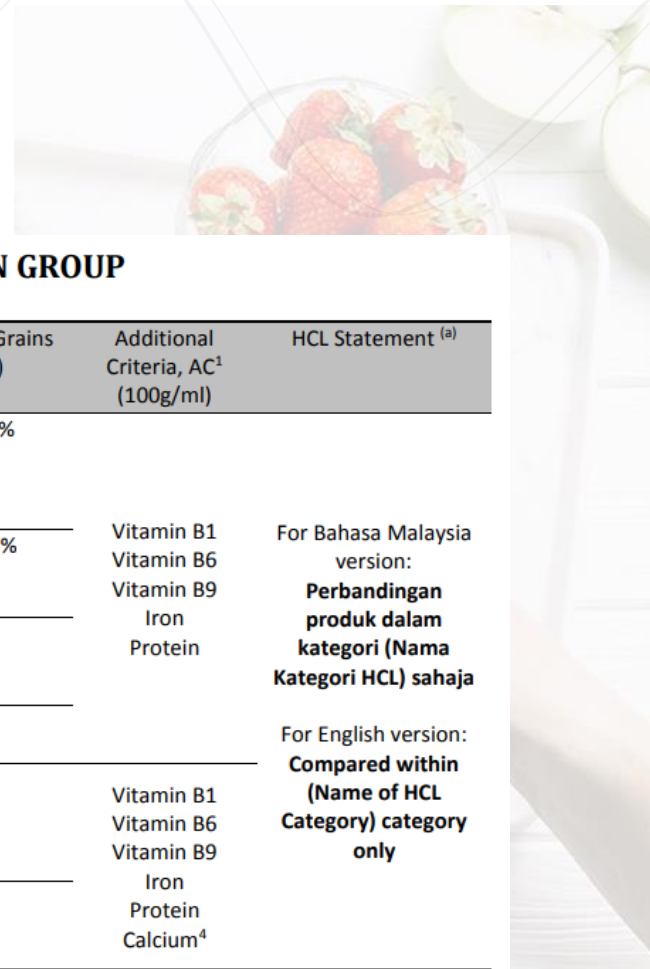 N GROUP
Grains
)
Additional
Criteria, AC¹
(100g/ml)
HCL Statement (a)
%
%
Vitamin B1
Vitamin B6
Vitamin B9
Iron
Protein
For Bahasa Malaysia
version:
Perbandingan
produk dalam
kategori (Nama
Kategori HCL) sahaja
For English version:
Compared within
(Name of HCL
Category) category
only
Vitamin B1
Vitamin B6
Vitamin B9
Iron
Protein
Calcium⁴